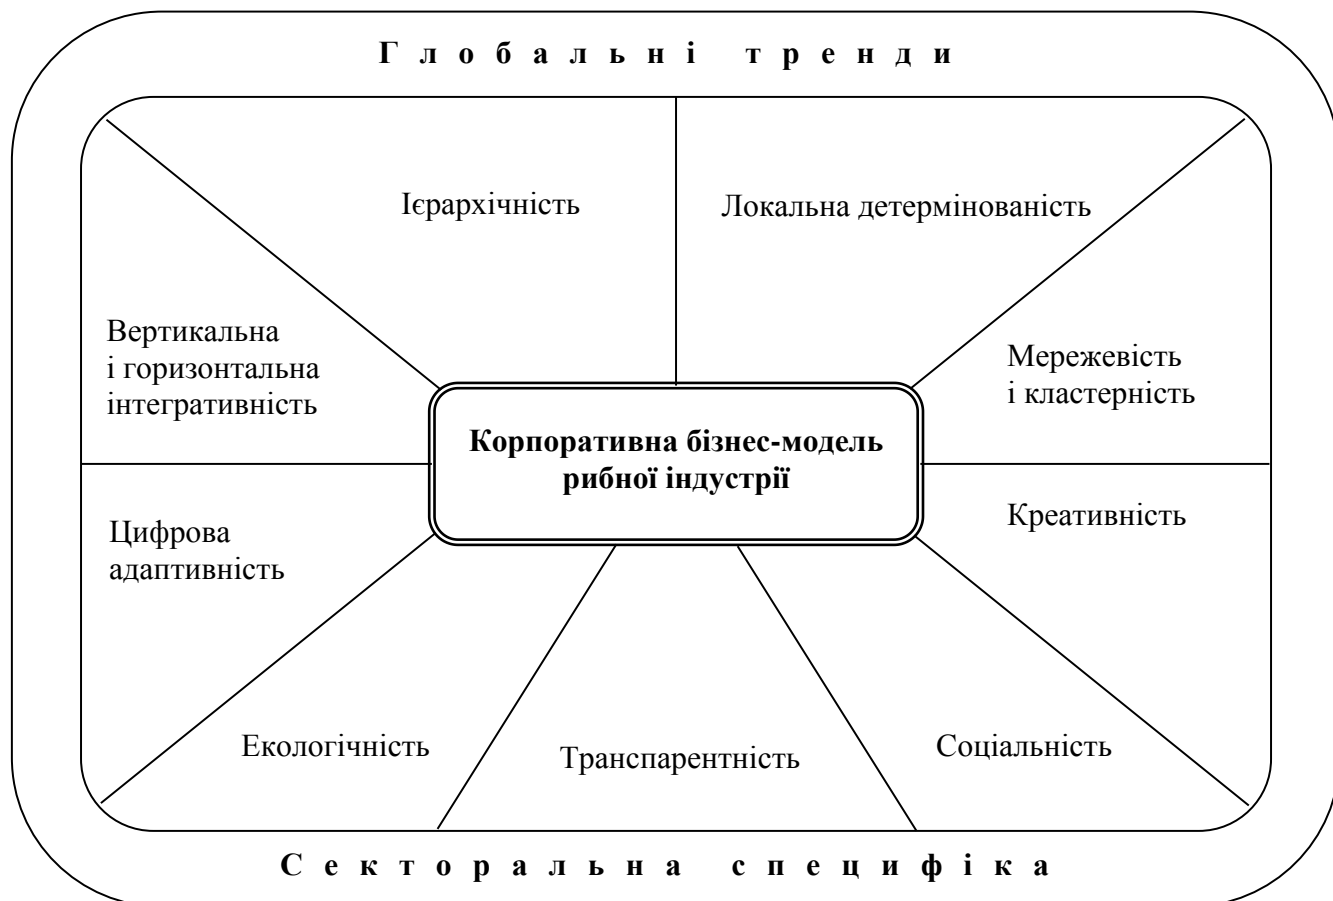 Глобальні тренди
Ієрархічність
Локальна детермінованість
Вертикальна
і горизонтальна
інтегративність
Мережевість
і кластерність
Корпоративна бізнес-модель
рибної індустрії
Цифрова
адаптивність
Креативність
Екологічність
Транспарентність
Соціальність
Секторальна специфіка